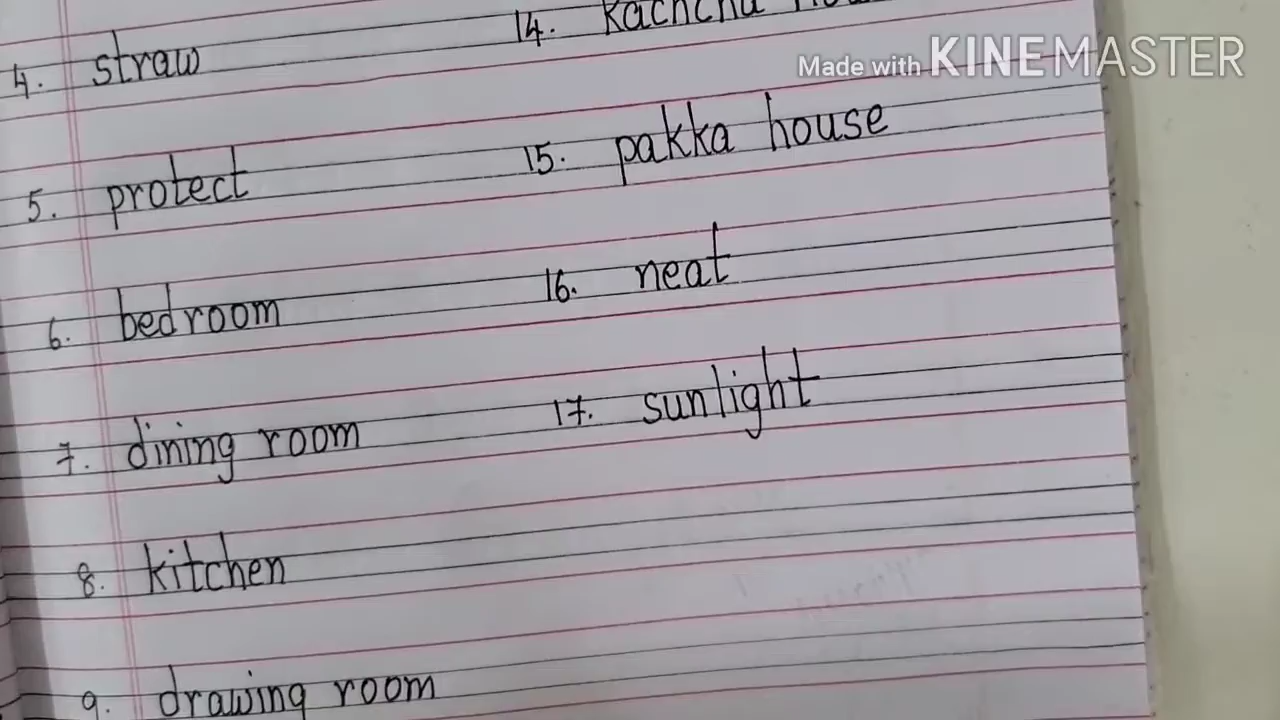 4. straw
5. protect
6. bedroom
7. dining room
8. kitchen
9. drawing room
14. kachcha
15. pakka house
16. neat
17. sunlight
Made with KINEMASTER